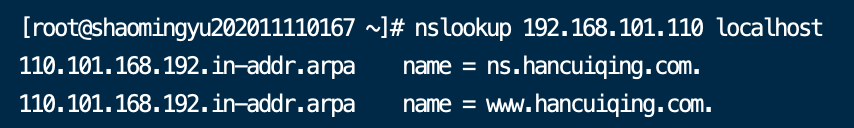 [root@shaomingyu202011110167 ~]# nslookup 192.168.101.110 localhost
110.101.168.192.in-addr.arpa    name = ns.hancuiqing.com.
110.101.168.192.in-addr.arpa    name = www.hancuiqing.com.